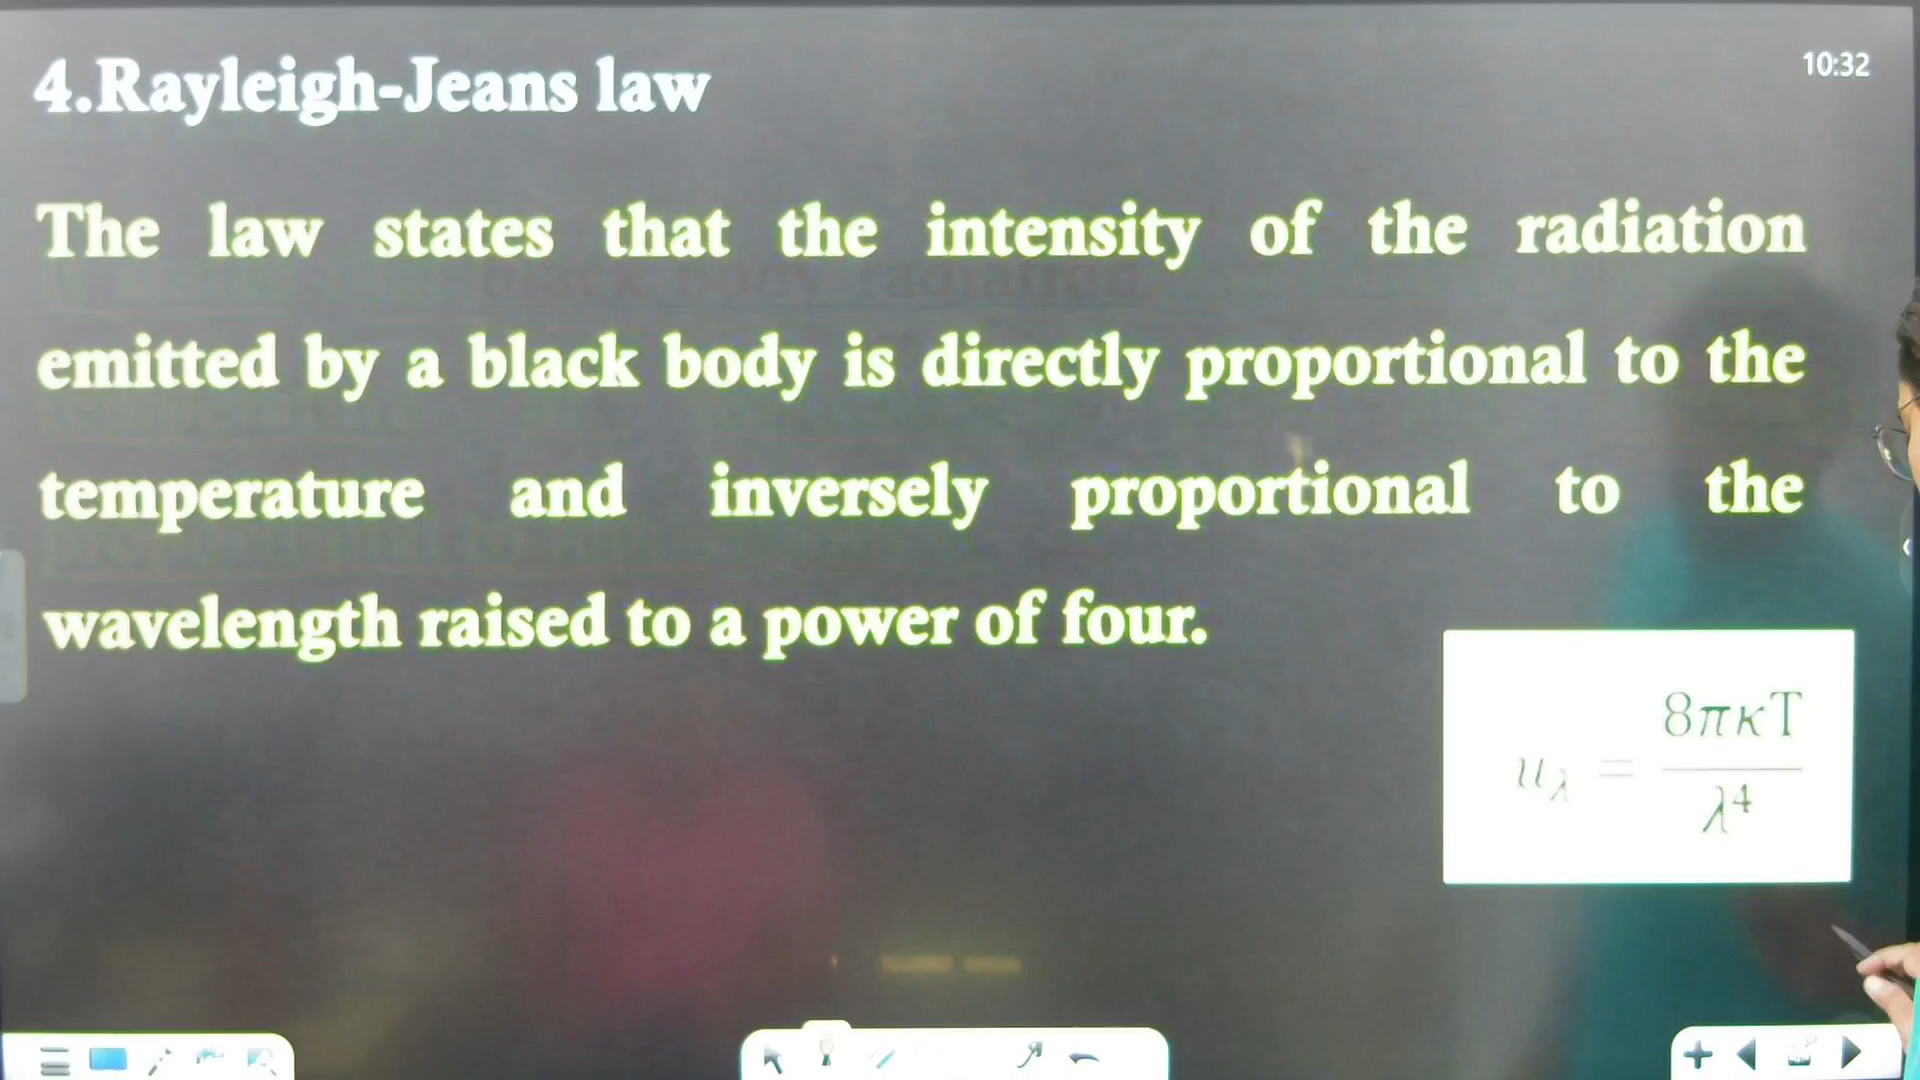 4.Rayleigh-Jeans law
10:32
The law states that the intensity of the radiation
emitted by a black body is directly proportional to the
temperature and inversely proportional to the
wavelength raised to a power of four.
u_λ = 8πκT / λ⁴